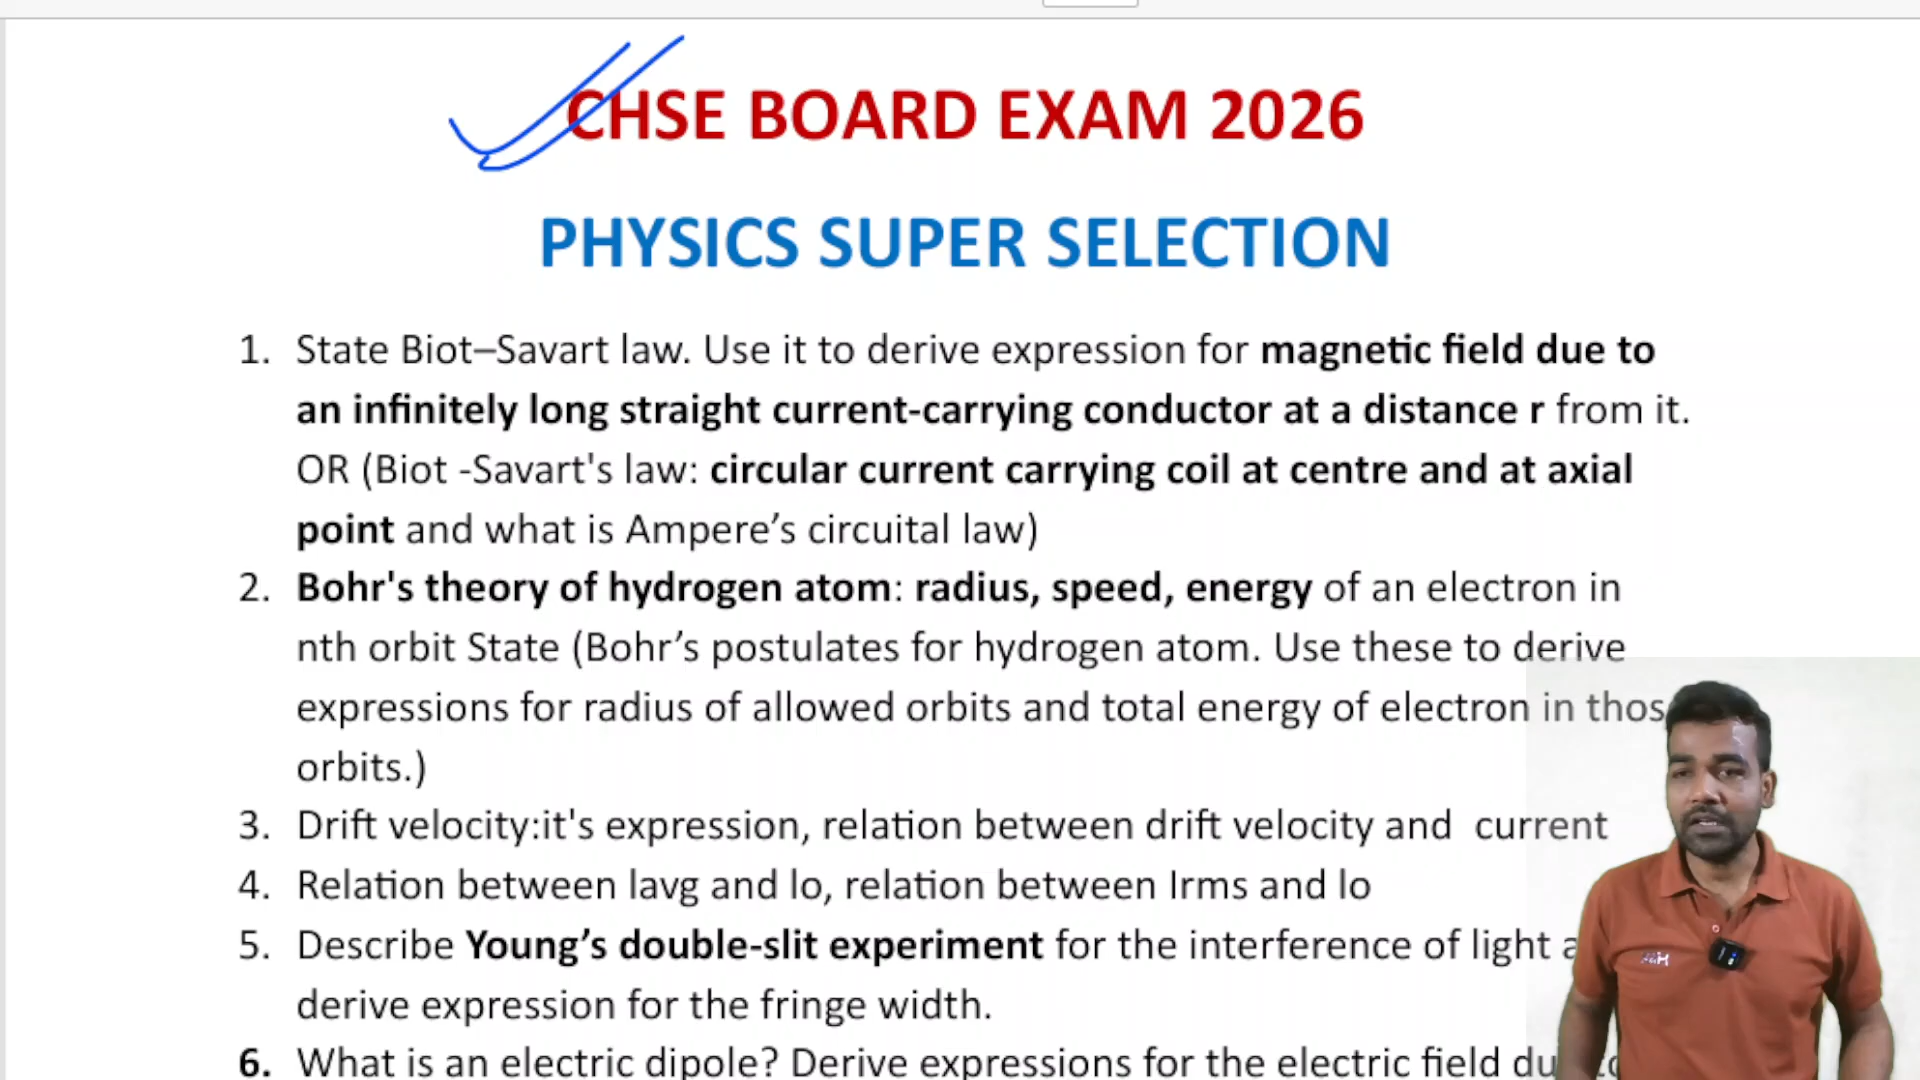 CHSE BOARD EXAM 2026
PHYSICS SUPER SELECTION
1. State Biot–Savart law. Use it to derive expression for magnetic field due to
an infinitely long straight current-carrying conductor at a distance r from it.
OR (Biot -Savart's law: circular current carrying coil at centre and at axial
point and what is Ampere’s circuital law)
2. Bohr's theory of hydrogen atom: radius, speed, energy of an electron in
nth orbit State (Bohr’s postulates for hydrogen atom. Use these to derive
expressions for radius of allowed orbits and total energy of electron in thos
orbits.)
3. Drift velocity:it's expression, relation between drift velocity and current
4. Relation between lavg and lo, relation between Irms and lo
5. Describe Young’s double-slit experiment for the interference of light a
derive expression for the fringe width.
6. What is an electric dipole? Derive expressions for the electric field du